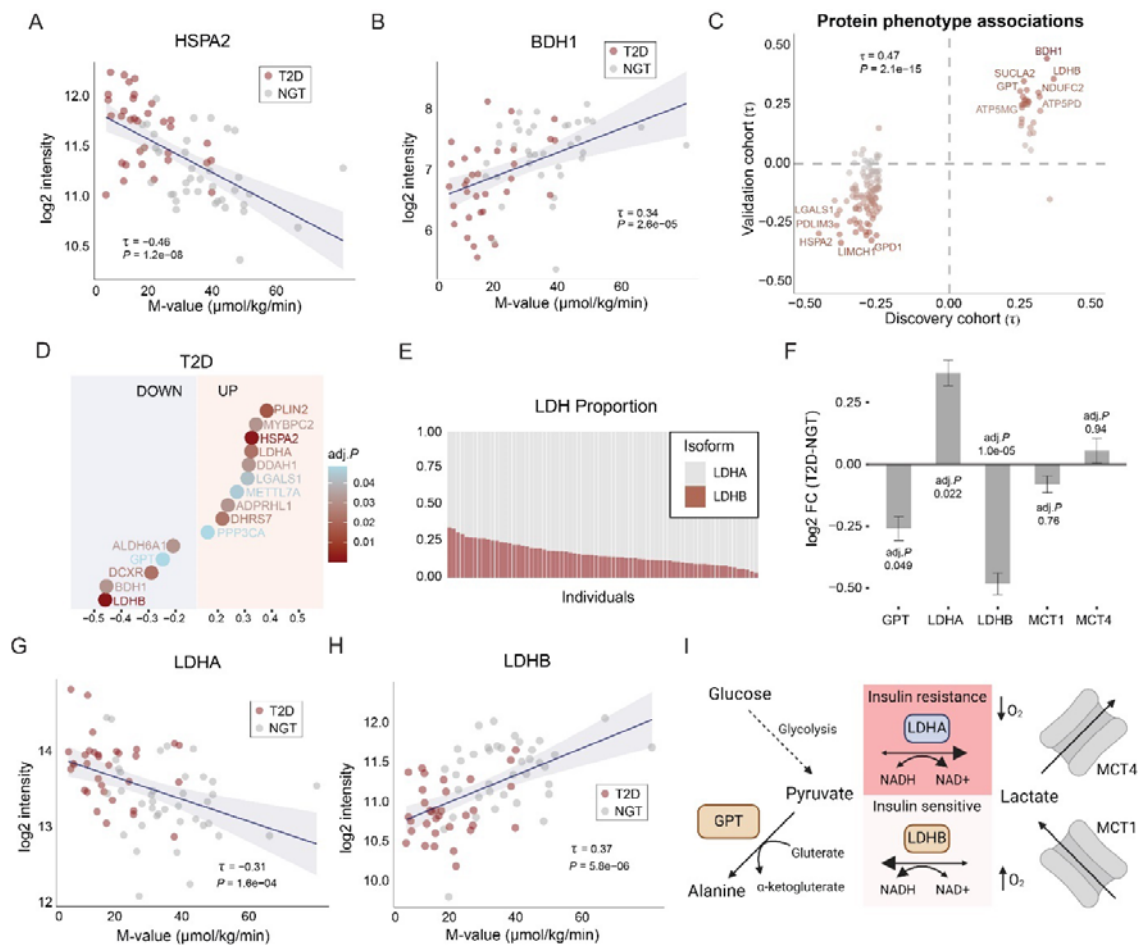 A
HSPA2
T2D
NGT
12.0
11.5
11.0
10.5
log2 intensity
τ = −0.46
P = 1.2e−08
0
20
40
60
80
M-value (μmol/kg/min)
B
BDH1
T2D
NGT
8
7
6
log2 intensity
τ = 0.34
P = 2.6e−05
0
20
40
60
80
M-value (μmol/kg/min)
C
Protein phenotype associations
τ = 0.47
P = 2.1e−15
0.50
0.25
0.00
−0.25
−0.50
Validation cohort (τ)
BDH1
SUCLA2
LDHB
GPT
NDUFC2
ATP5MG
ATP5PD
LGALS1
PDLIM3
HSPA2
LIMCH1
GPD1
−0.50
−0.25
0.00
0.25
0.50
Discovery cohort (τ)
D
T2D
DOWN
UP
PLIN2
MYBPC2
HSPA2
LDHA
DDAH1
LGALS1
METTL7A
ADPRHL1
DHRS7
PPP3CA
ALDH6A1
GPT
DCXR
BDH1
LDHB
−0.5
−0.4
−0.3
−0.2
0.2
0.3
0.4
0.5
adj.P
0.04
0.03
0.02
0.01
E
LDH Proportion
1.00
0.75
0.50
0.25
0.00
Isoform
LDHA
LDHB
Individuals
F
log2 FC (T2D-NGT)
0.25
0.00
−0.25
−0.50
adj.P
0.049
adj.P
0.022
adj.P
1.0e-05
adj.P
0.76
adj.P
0.94
GPT
LDHA
LDHB
MCT1
MCT4
G
LDHA
T2D
NGT
14
13
12
log2 intensity
τ = −0.31
P = 1.6e−04
0
20
40
60
80
M-value (μmol/kg/min)
H
LDHB
T2D
NGT
12.0
11.5
11.0
10.5
10.0
log2 intensity
τ = 0.37
P = 5.8e−06
0
20
40
60
80
M-value (μmol/kg/min)
I
Glucose
Glycolysis
Pyruvate
GPT
Gluterate
Alanine
α-ketogluterate
Insulin resistance
LDHA
NADH
NAD+
Insulin sensitive
LDHB
NADH
NAD+
O2
MCT4
Lactate
MCT1
O2